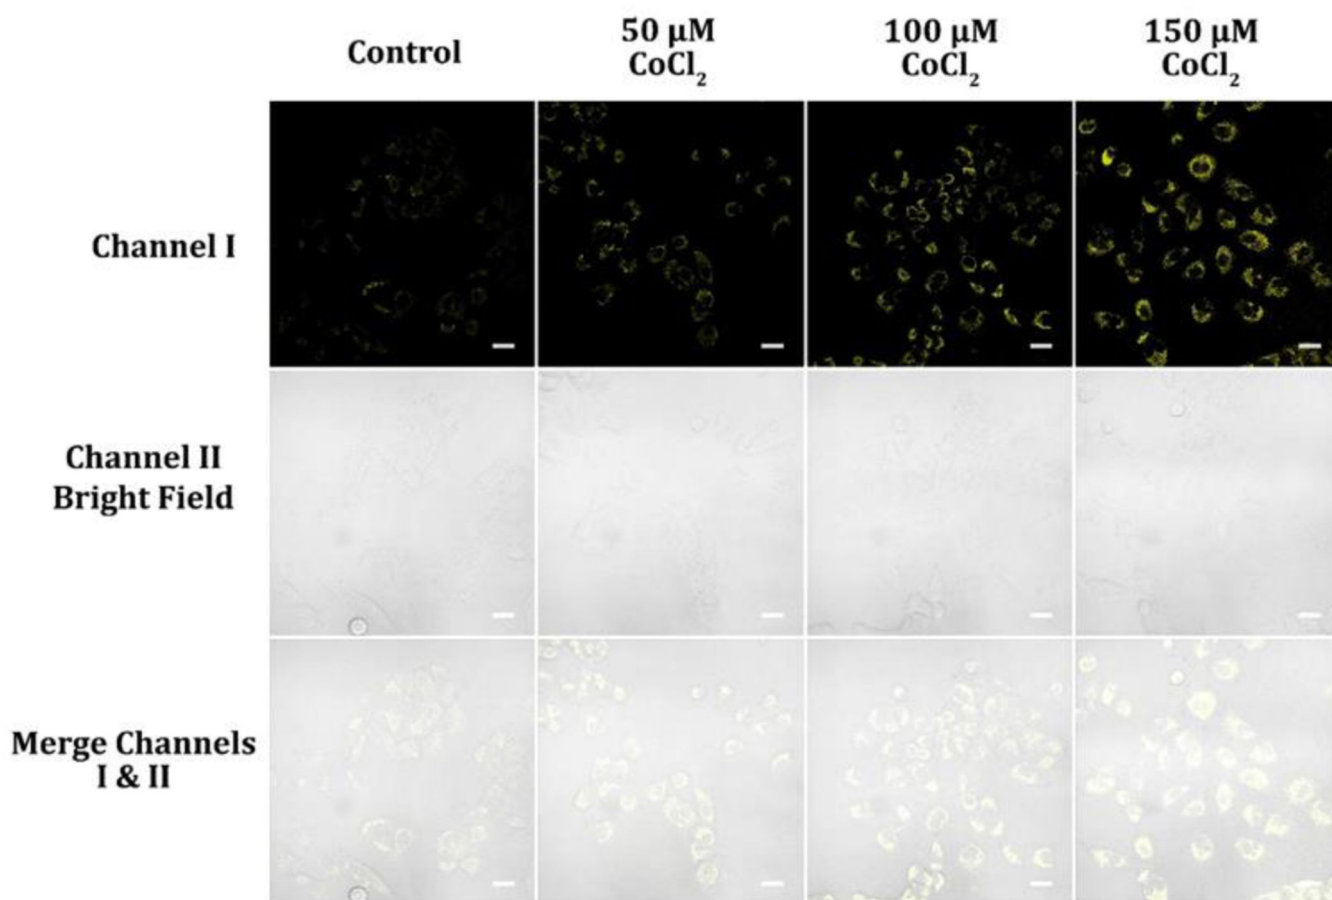 Control
50 μM
CoCl₂
100 μM
CoCl₂
150 μM
CoCl₂
Channel I
Channel II
Bright Field
Merge Channels
I & II